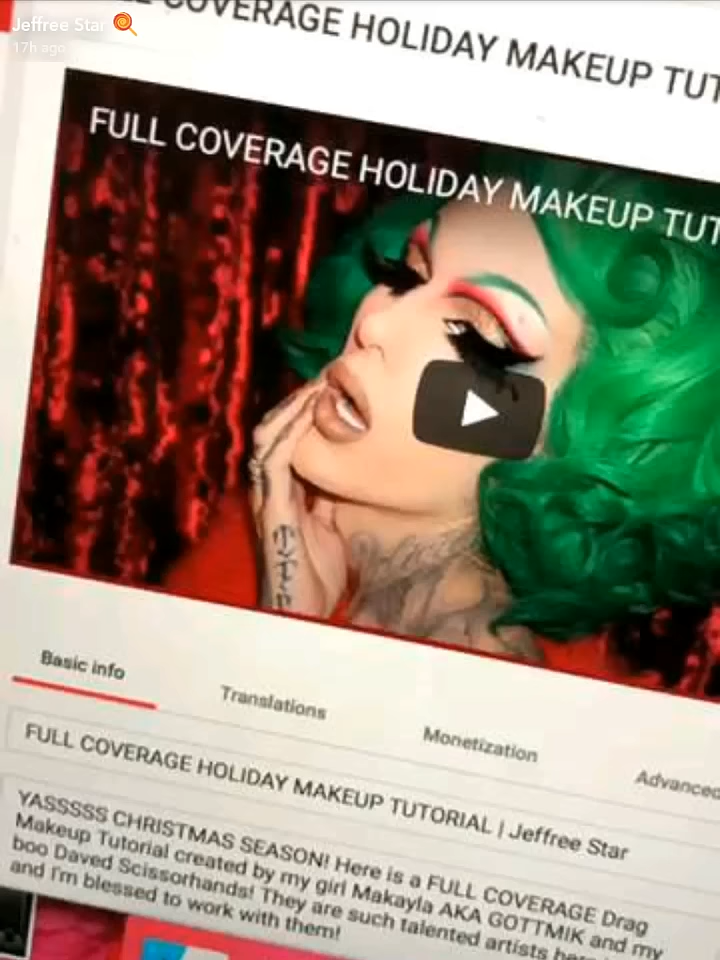 Jeffree Star
17h ago
COVERAGE HOLIDAY MAKEUP TUT
FULL COVERAGE HOLIDAY MAKEUP TUT
Basic info
Translations
Monetization
Advanced
FULL COVERAGE HOLIDAY MAKEUP TUTORIAL | Jeffree Star
YASSSSS CHRISTMAS SEASON! Here is a FULL COVERAGE Drag
Makeup Tutorial created by my girl Makayla AKA GOTTMIK and my
boo Daved Scissorhands! They are such talented artists
and I'm blessed to work with them!